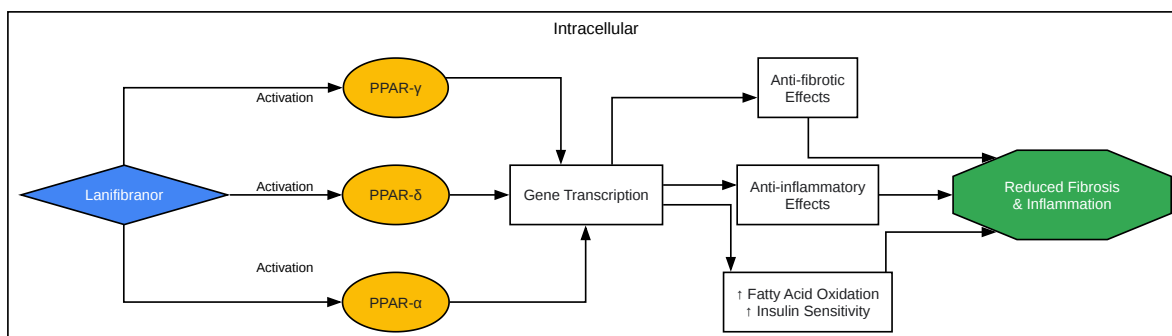 Intracellular
Activation
PPAR-γ
Anti-fibrotic
Effects
Lanifibranor
Activation
PPAR-δ
Gene Transcription
Anti-inflammatory
Effects
Reduced Fibrosis
& Inflammation
Activation
PPAR-α
↑ Fatty Acid Oxidation
↑ Insulin Sensitivity